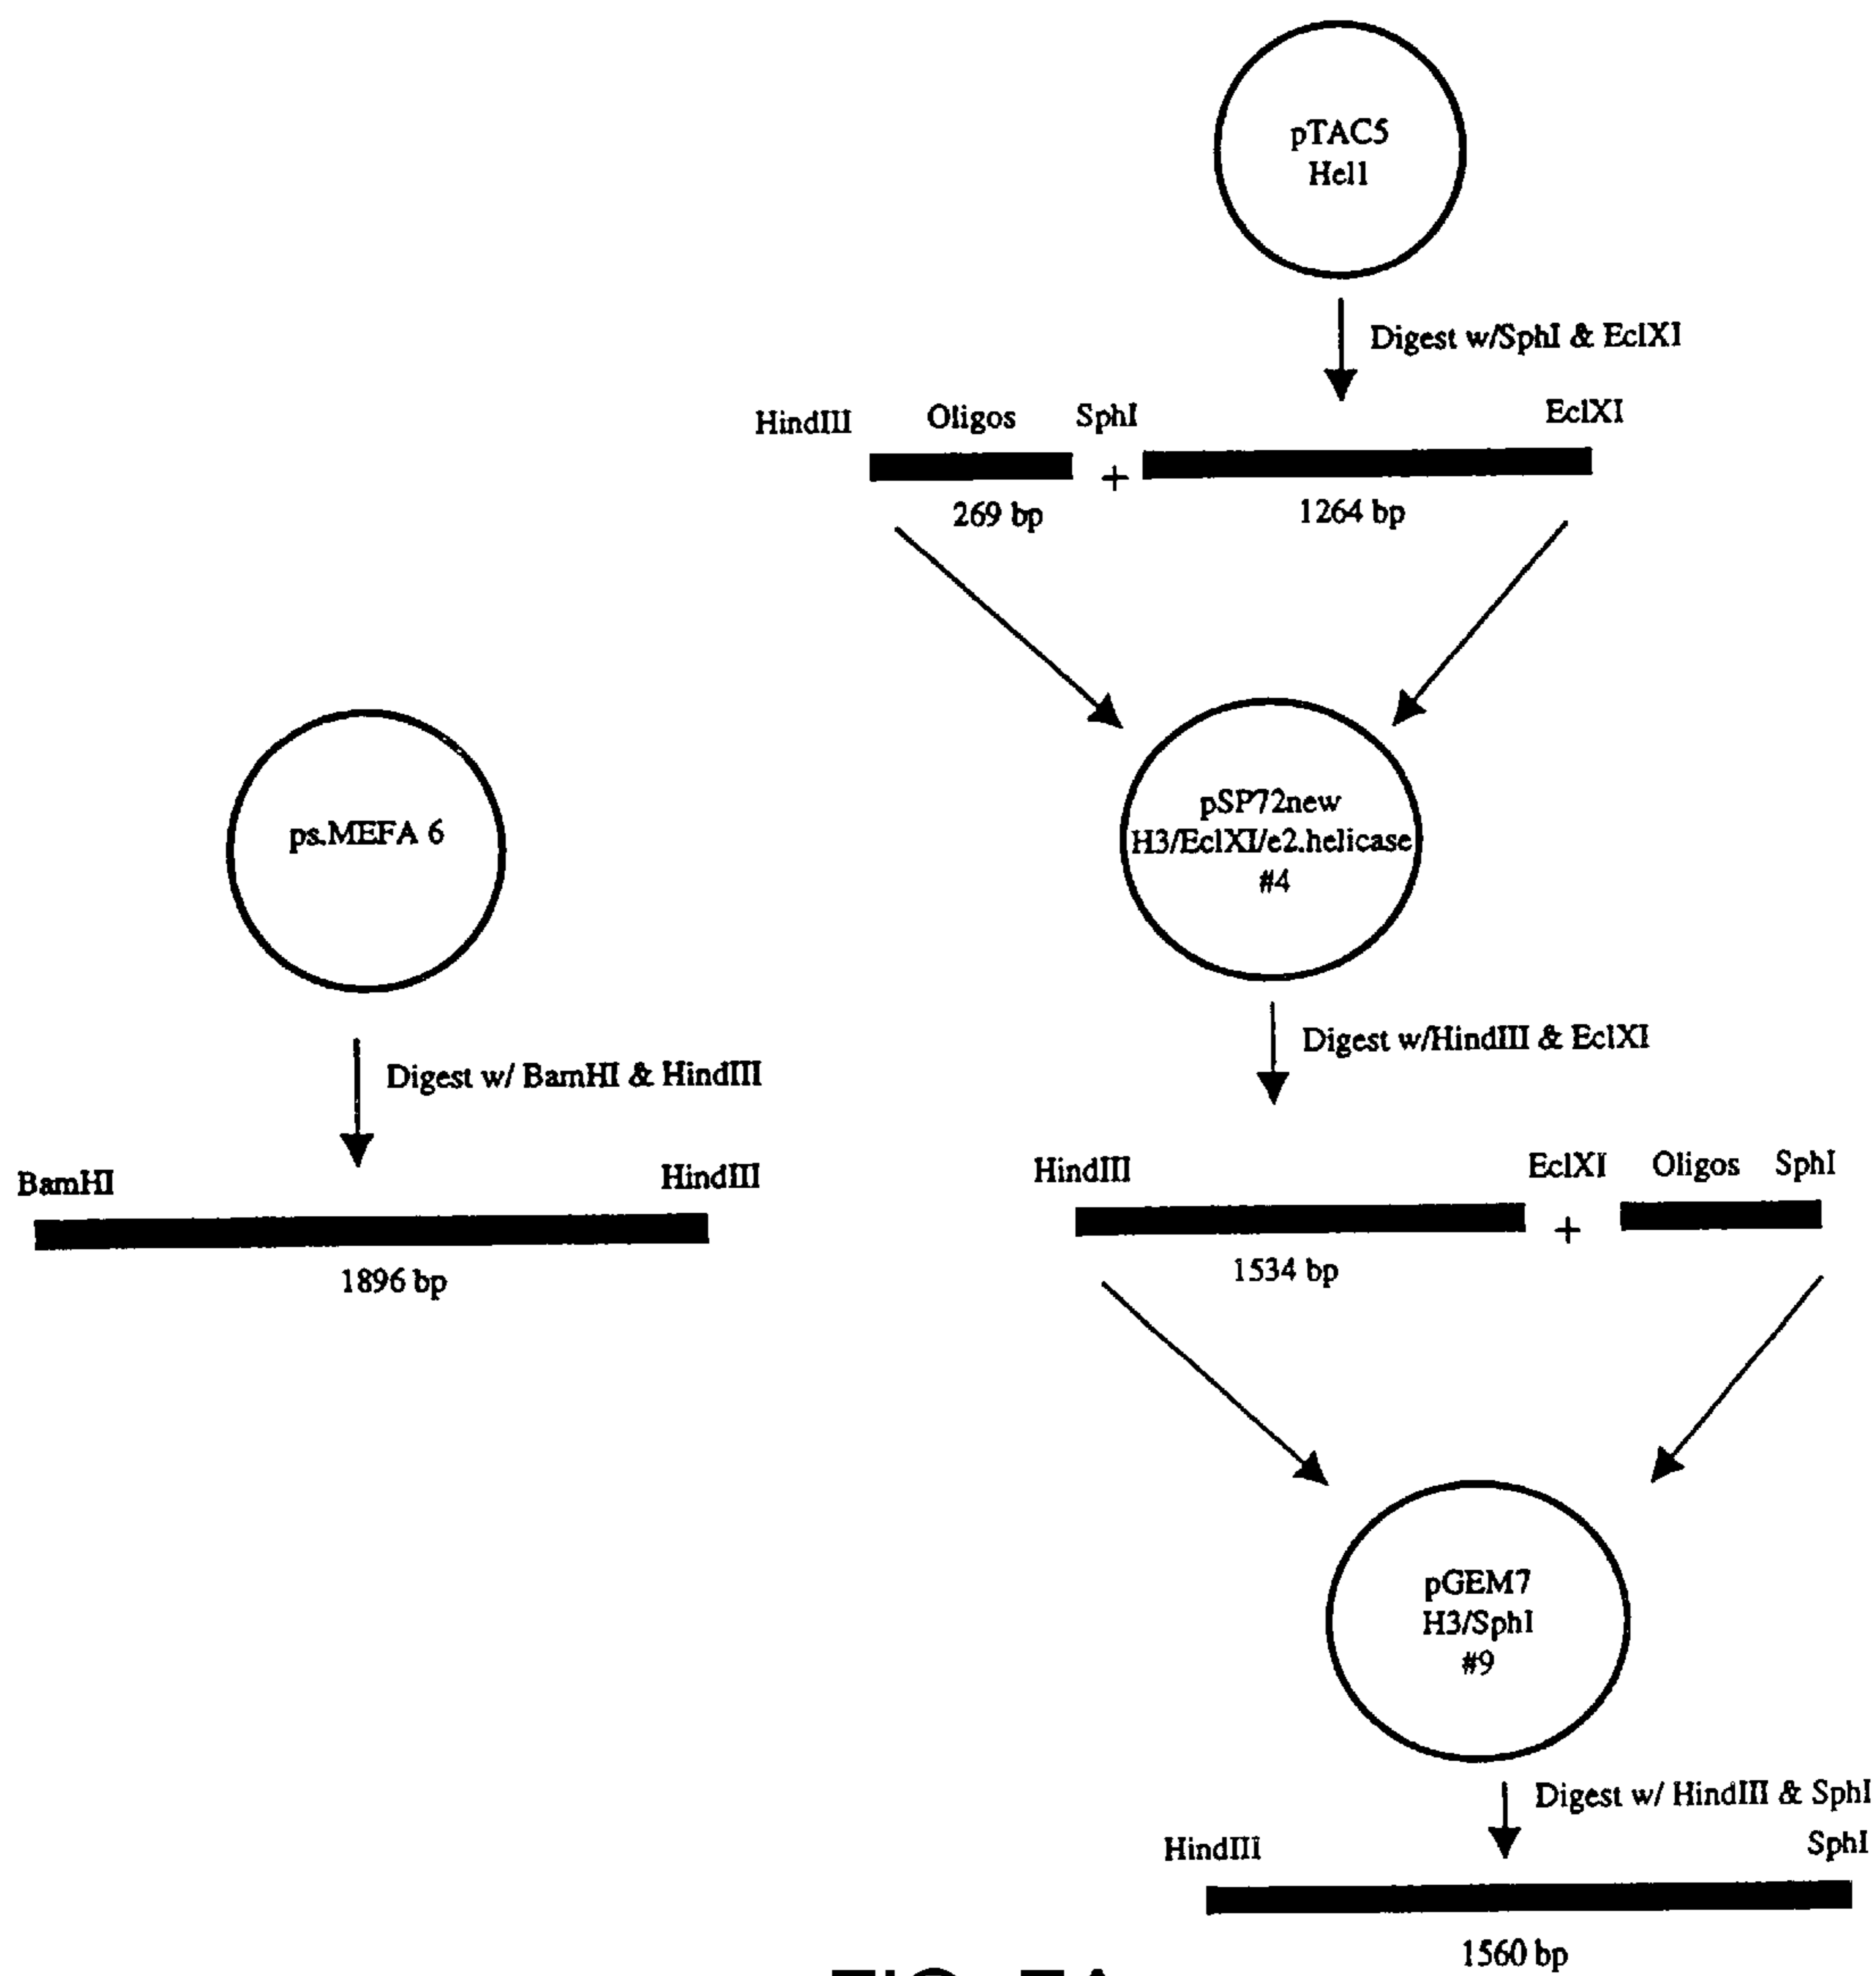 pTAC5
Hel1
Digest w/SphI & EclXI
HindIII
Oligos
SphI
EclXI
+
269 bp
1264 bp
ps.MEFA 6
pSP72new
H3/EclXI/e2.helicase
#4
Digest w/ BamHI & HindIII
Digest w/HindIII & EclXI
BamHI
HindIII
1896 bp
HindIII
EclXI
Oligos
SphI
+
1534 bp
pGEM7
H3/SphI
#9
Digest w/ HindIII & SphI
HindIII
SphI
1560 bp